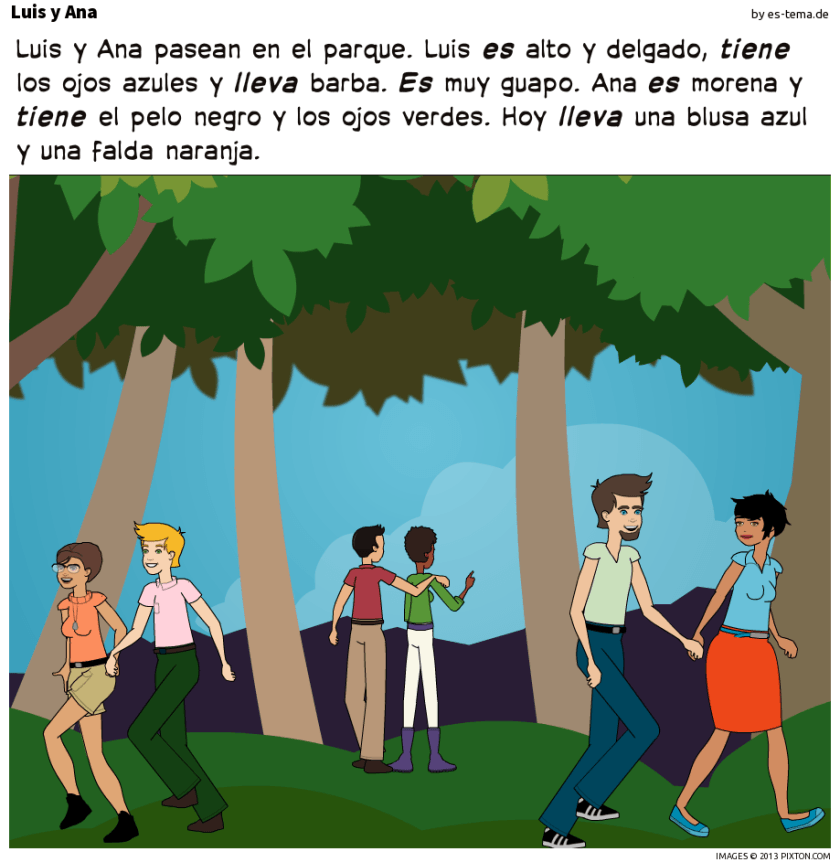 Luis y Ana
by es-tema.de
Luis y Ana pasean en el parque. Luis es alto y delgado, tiene
los ojos azules y lleva barba. Es muy guapo. Ana es morena y
tiene el pelo negro y los ojos verdes. Hoy lleva una blusa azul
y una falda naranja.
IMAGES © 2013 PIXTON.COM